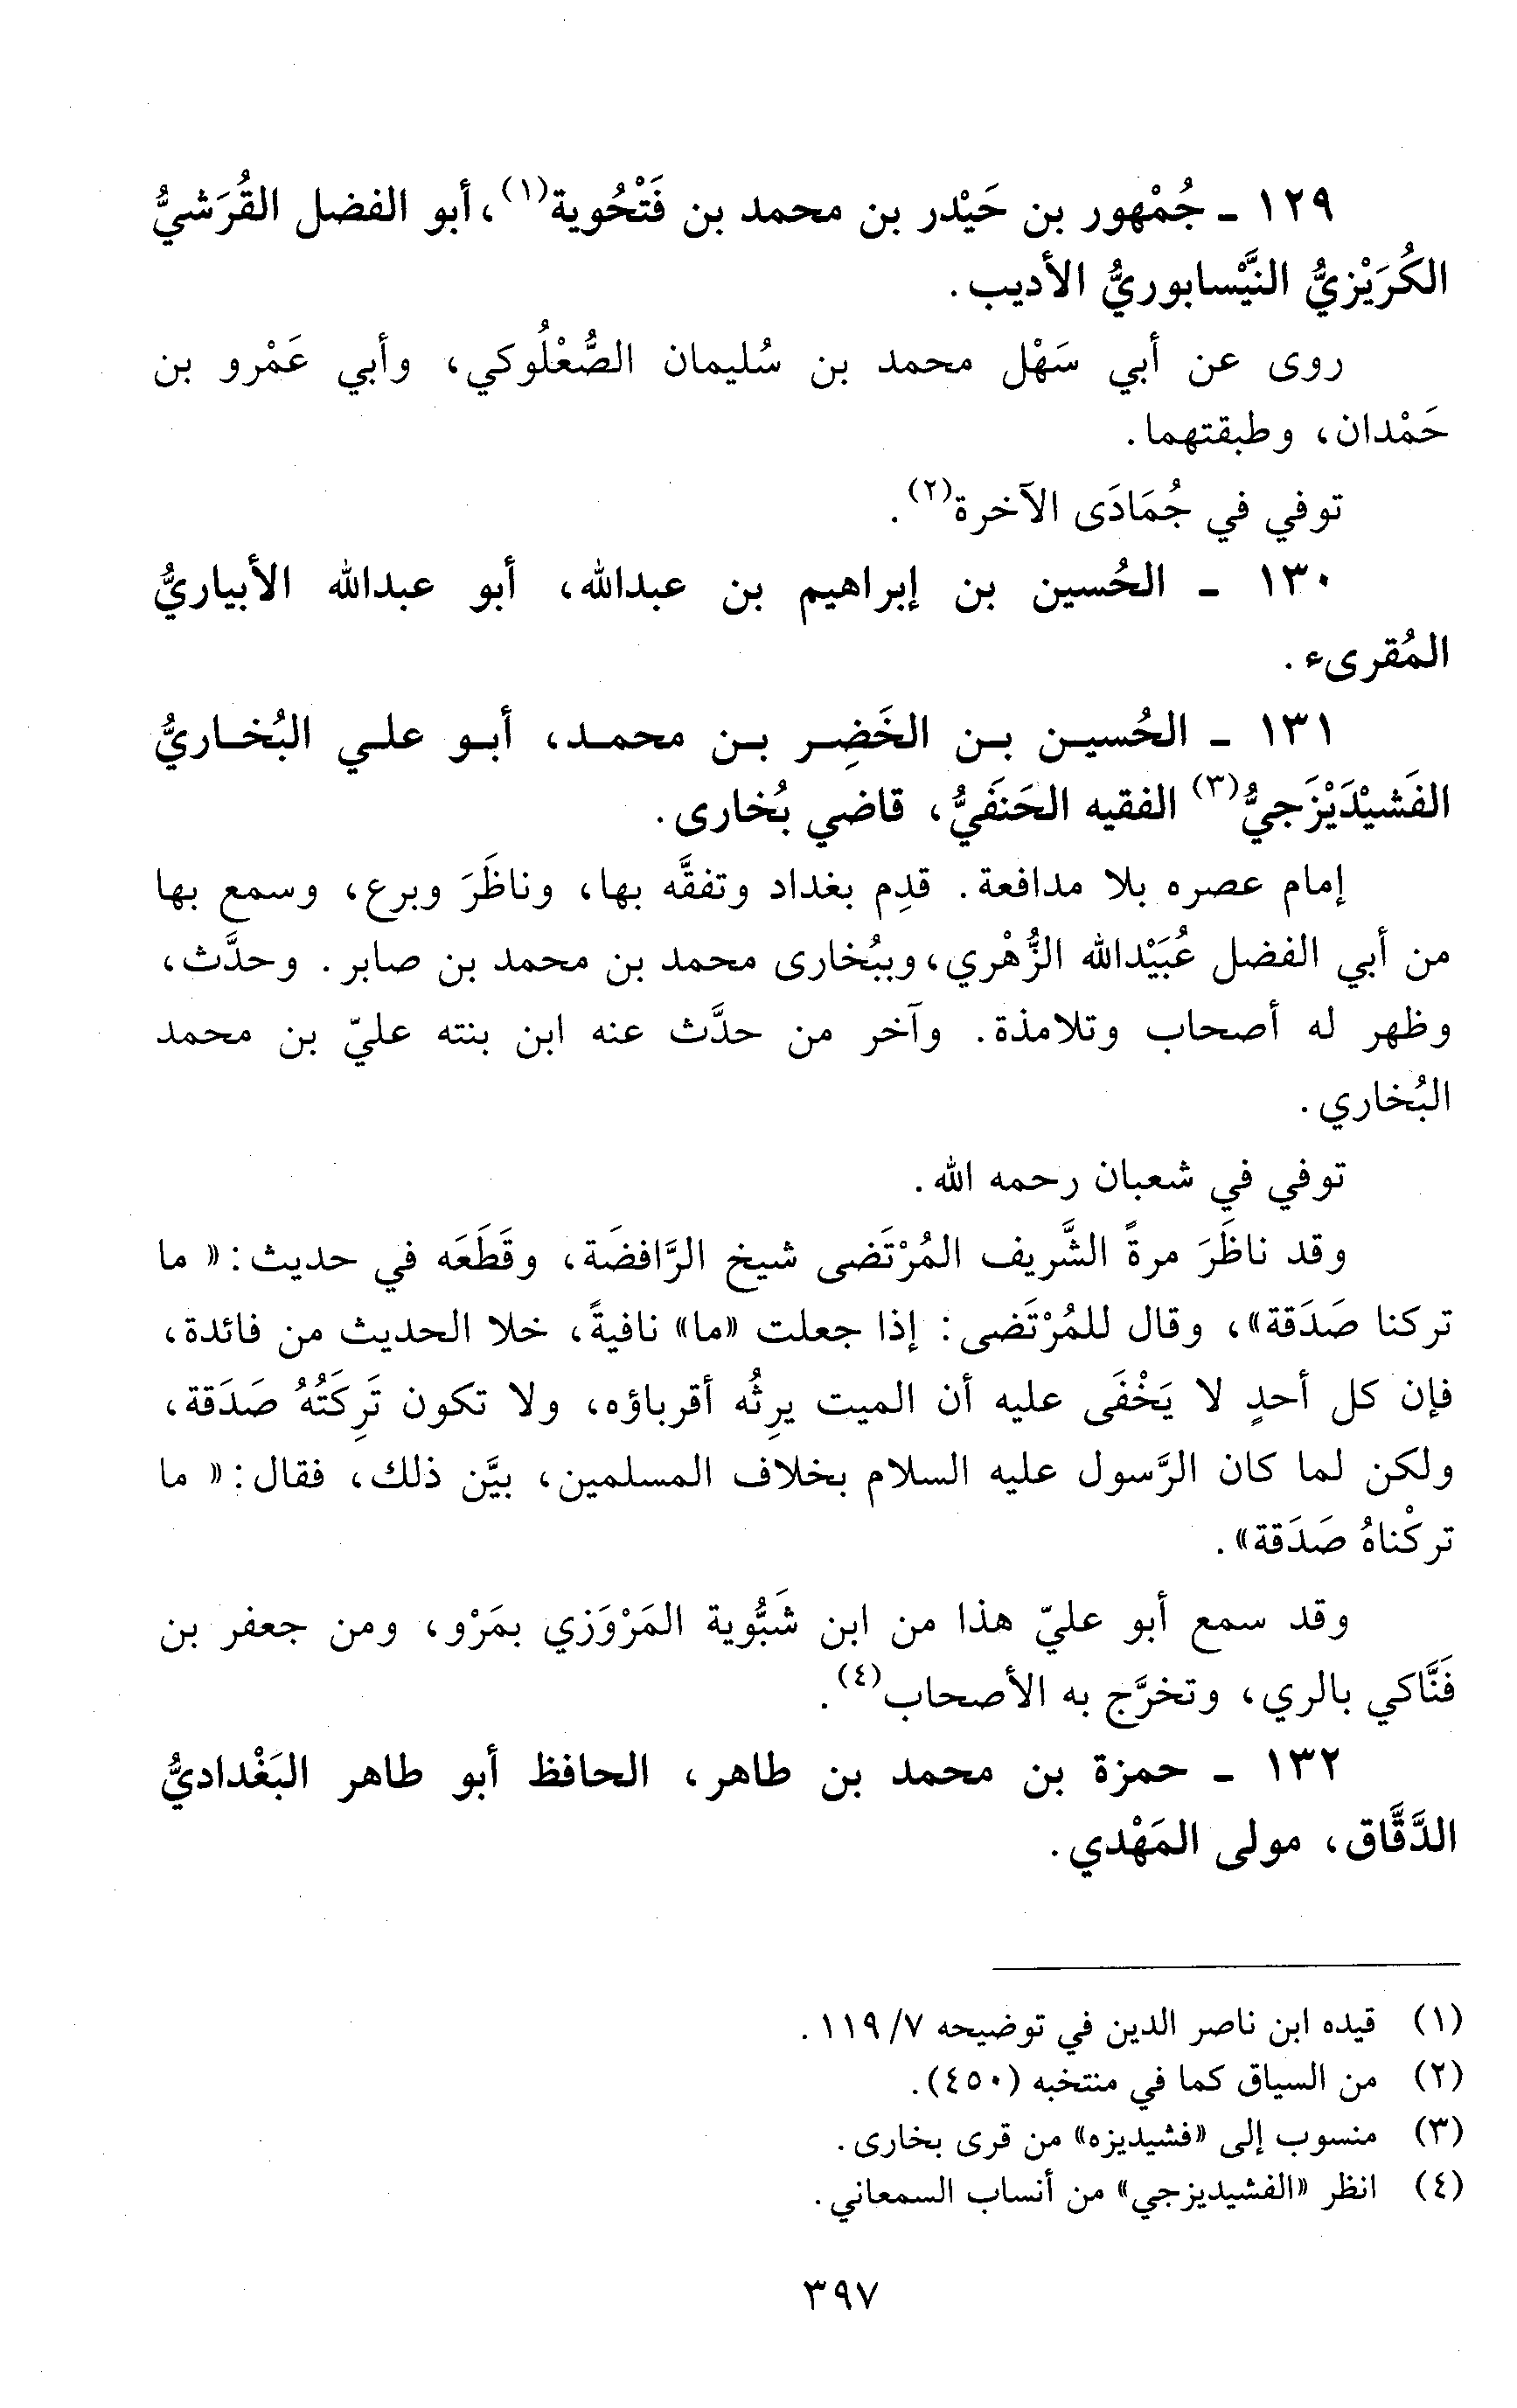 ١٢٩ ـ جُمْهور بن حَيْدر بن محمد بن فَتْحُوية(١)، أبو الفضل القُرَشيُّ
الكُرَيْزيُّ النَّيْسابوريُّ الأديب.
روى عن أبي سَهْل محمد بن سُليمان الصُّعْلُوكي، وأبي عَمْرو بن
حَمْدان، وطبقتهما.
توفي في جُمَادَى الآخرة(٢).
١٣٠ ـ الحُسين بن إبراهيم بن عبدالله، أبو عبدالله الأبياريُّ
المُقرىء.
١٣١ ـ الحُسين بن الخَضِر بن محمد، أبو علي البُخاريُّ
الفَشيْدَيْزَجيُّ(٣) الفقيه الحَنَفيُّ، قاضي بُخارى.
إمام عصره بلا مدافعة. قدِم بغداد وتفقَّه بها، وناظَرَ وبرع، وسمع بها
من أبي الفضل عُبَيْدالله الزُّهْري، وببُخارى محمد بن محمد بن صابر. وحدَّث،
وظهر له أصحاب وتلامذة. وآخر من حدَّث عنه ابن بنته عليّ بن محمد
البُخاري.
توفي في شعبان رحمه الله.
وقد ناظَرَ مرةً الشَّريف المُرْتَضى شيخ الرَّافضَة، وقَطَعَه في حديث: «ما
تركنا صَدَقة»، وقال للمُرْتَضى: إذا جعلت «ما» نافيةً، خلا الحديث من فائدة،
فإن كل أحدٍ لا يَخْفَى عليه أن الميت يرِثُه أقرباؤه، ولا تكون تَرِكَتُهُ صَدَقة،
ولكن لما كان الرَّسول عليه السلام بخلاف المسلمين، بيَّن ذلك، فقال: «ما
تركْناهُ صَدَقة».
وقد سمع أبو عليّ هذا من ابن شَبُّوية المَرْوَزي بمَرْو، ومن جعفر بن
فَنَّاكي بالري، وتخرَّج به الأصحاب(٤).
١٣٢ ـ حمزة بن محمد بن طاهر، الحافظ أبو طاهر البَغْداديُّ
الدَّقَّاق، مولى المَهْدي.
(١) قيده ابن ناصر الدين في توضيحه ٧/ ١١٩.
(٢) من السياق كما في منتخبه (٤٥٠).
(٣) منسوب إلى «فشيديزه» من قرى بخارى.
(٤) انظر «الفشيديزجي» من أنساب السمعاني.
٣٩٧